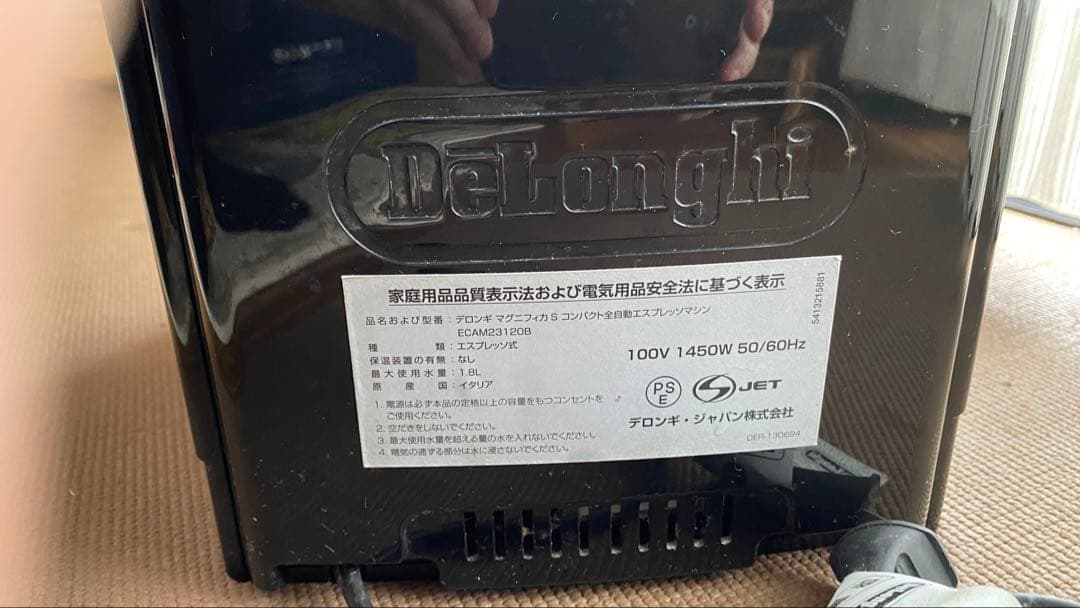 DeLonghi
家庭用品品質表示法および電気用品安全法に基づく表示
品名および型番：デロンギ マグニフィカ S コンパクト全自動エスプレッソマシン
ECAM23120B
種類：エスプレッソ式
保温装置の有無：なし
最大使用水量：1.8L
原産国：イタリア
1. 電源は必ず本品の定格以上の容量をもつコンセントを
ご使用ください。
2. 空だきをしないでください。
3. 最大使用水量を超える量の水を入れないでください。
4. 電気の通ずる部分は水に浸さないでください。
100V 1450W 50/60Hz
PS
E
S JET
デロンギ・ジャパン株式会社
DER-130694
5413215881